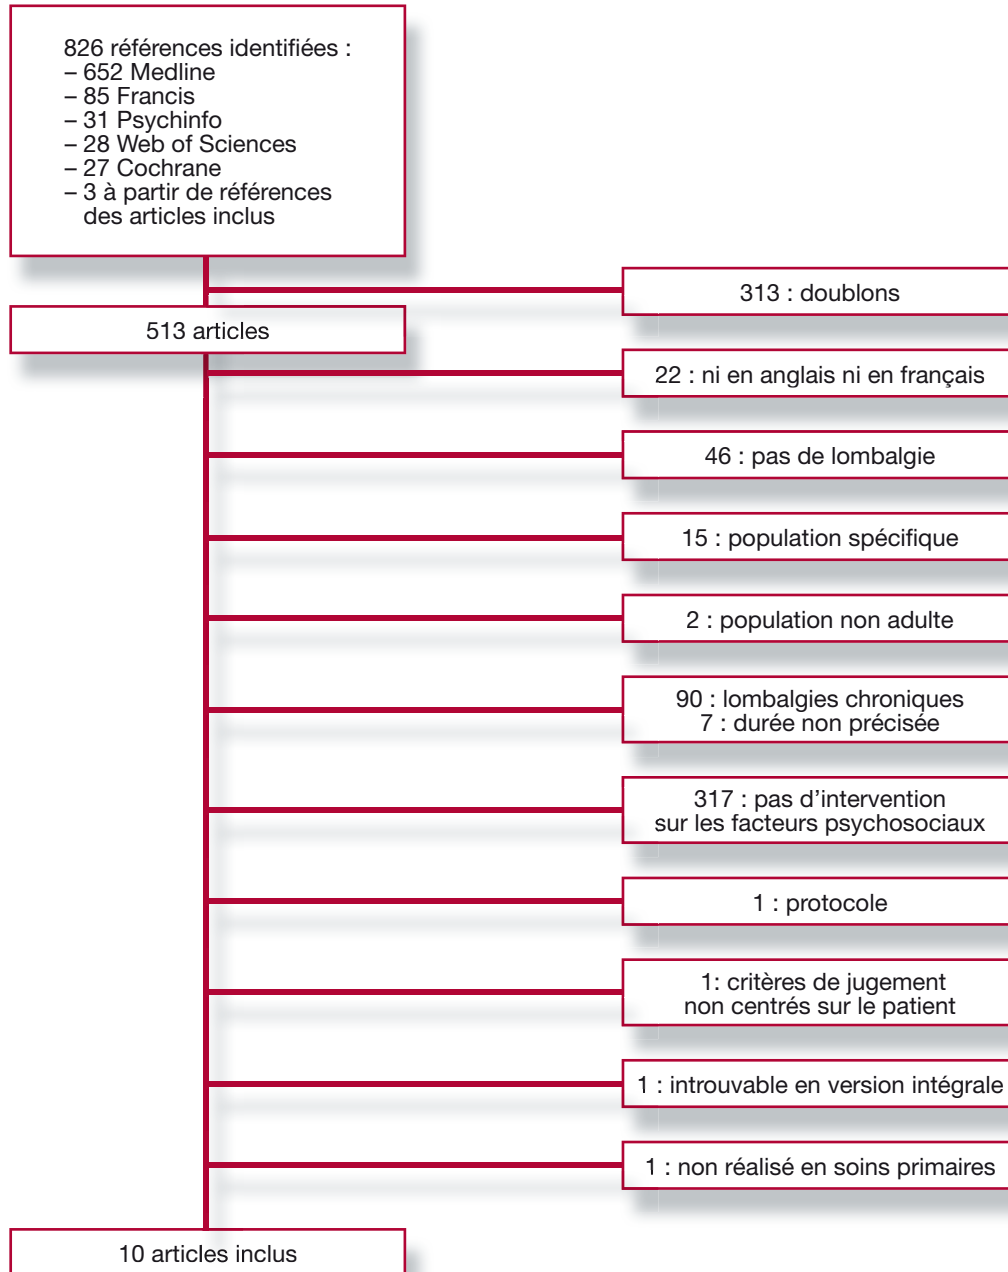 826 références identifiées :
– 652 Medline
– 85 Francis
– 31 Psychinfo
– 28 Web of Sciences
– 27 Cochrane
– 3 à partir de références
des articles inclus
313 : doublons
513 articles
22 : ni en anglais ni en français
46 : pas de lombalgie
15 : population spécifique
2 : population non adulte
90 : lombalgies chroniques
7 : durée non précisée
317 : pas d’intervention
sur les facteurs psychosociaux
1 : protocole
1: critères de jugement
non centrés sur le patient
1 : introuvable en version intégrale
1 : non réalisé en soins primaires
10 articles inclus